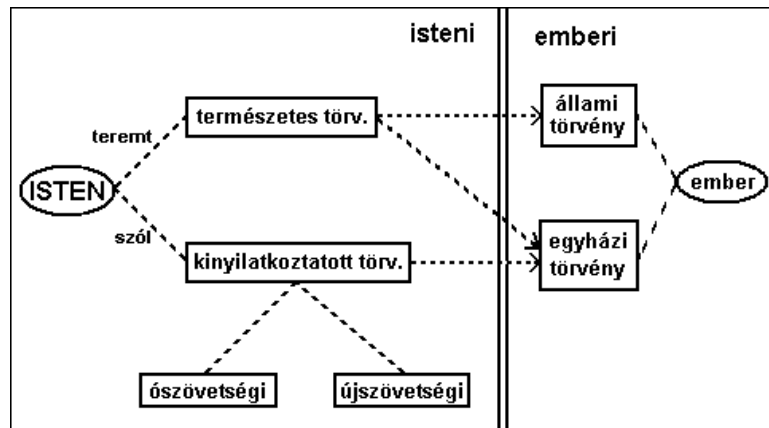 isteni
emberi
természetes törv.
állami
törvény
teremt
ISTEN
ember
szól
kinyilatkoztatott törv.
egyházi
törvény
ószövetségi
újszövetségi